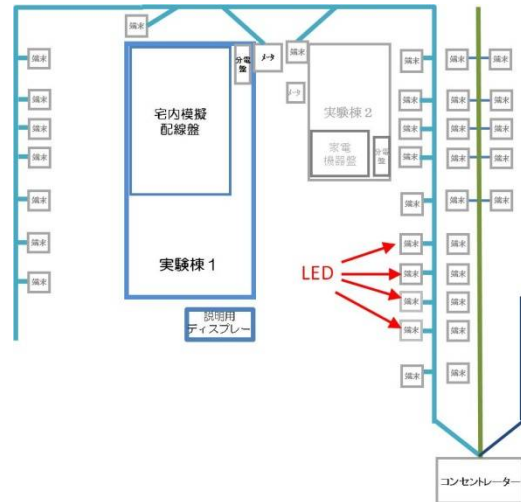 端末
分電盤
メータ
端末
端末 端末 端末 端末
メータ
端末 端末 端末 端末
宅内模擬
配線盤
実験棟2
端末 端末 端末 端末
家電
機器盤
分電盤
端末 端末 端末 端末
端末 端末 端末 端末
端末 端末 端末
実験棟1
LED
端末 端末 端末
端末 端末
説明用
ディスプレー
端末 端末
端末 端末
コンセントレーター